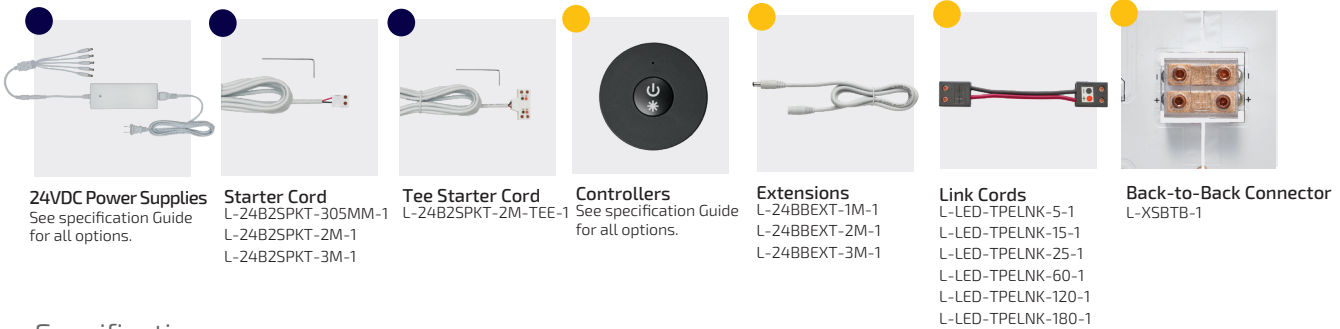 24VDC Power Supplies
See specification Guide
for all options.
Starter Cord
L-24B2SPKT-305MM-1
L-24B2SPKT-2M-1
L-24B2SPKT-3M-1
Tee Starter Cord
L-24B2SPKT-2M-TEE-1
Controllers
See specification Guide
for all options.
Extensions
L-24BBEXT-1M-1
L-24BBEXT-2M-1
L-24BBEXT-3M-1
Link Cords
L-LED-TPELNK-5-1
L-LED-TPELNK-15-1
L-LED-TPELNK-25-1
L-LED-TPELNK-60-1
L-LED-TPELNK-120-1
L-LED-TPELNK-180-1
Back-to-Back Connector
L-XSBTB-1